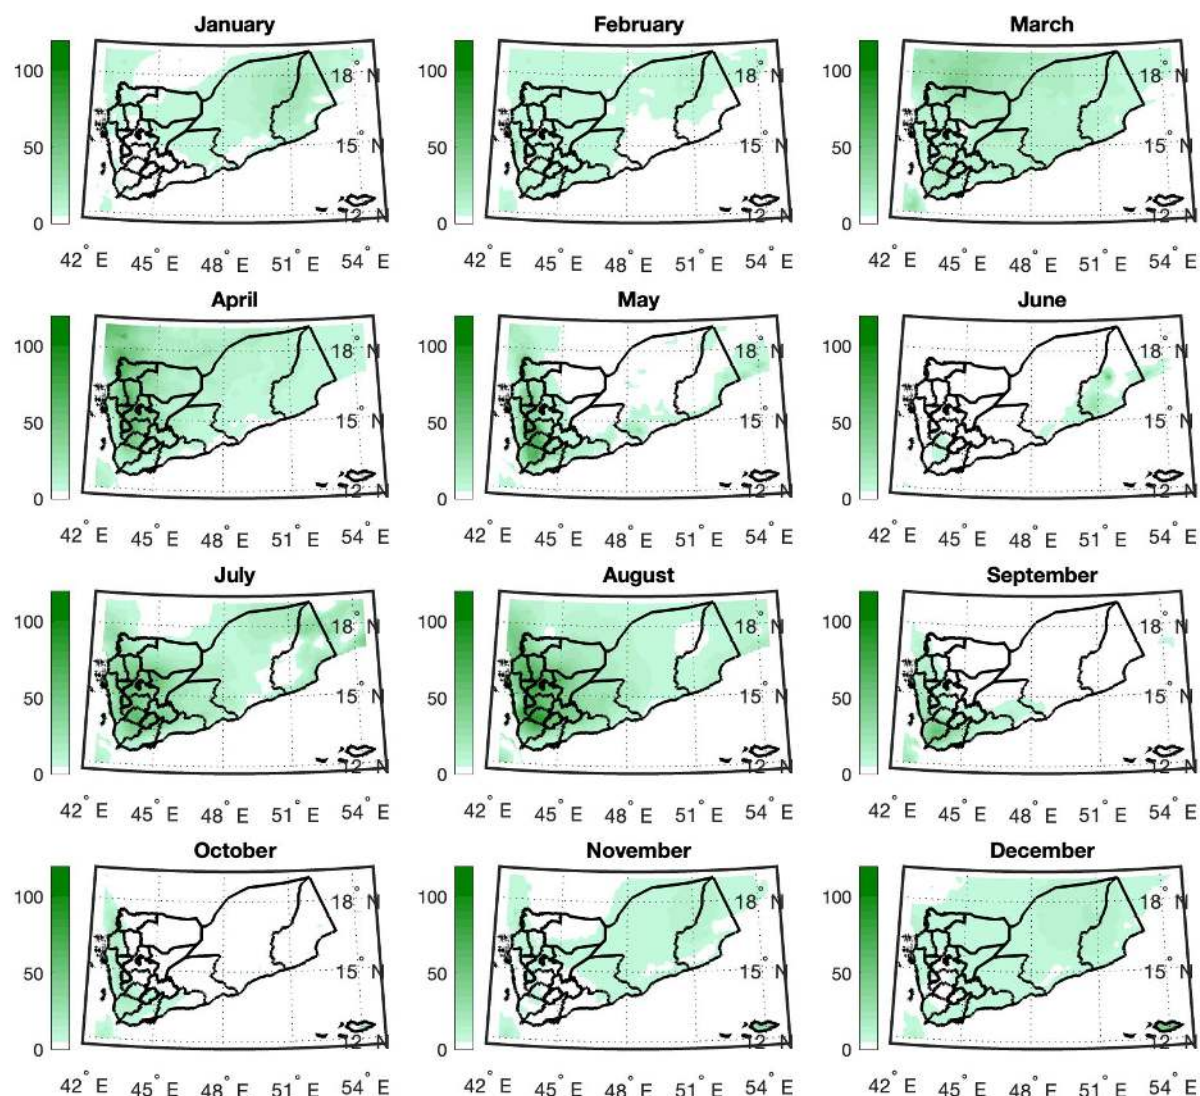 January February March
100 18° N 100 18° N 100 18° N
50 15° N 50 15° N 50 15° N
0 12 N 0 12 N 0 12 N
42° E 45° E 48° E 51° E 54° E 42° E 45° E 48° E 51° E 54° E 42° E 45° E 48° E 51° E 54° E
April May June
100 18° N 100 18° N 100 18° N
50 15° N 50 15° N 50 15° N
0 12 N 0 12 N 0 12 N
42° E 45° E 48° E 51° E 54° E 42° E 45° E 48° E 51° E 54° E 42° E 45° E 48° E 51° E 54° E
July August September
100 18° N 100 18° N 100 18° N
50 15° N 50 15° N 50 15° N
0 12 N 0 12 N 0 12 N
42° E 45° E 48° E 51° E 54° E 42° E 45° E 48° E 51° E 54° E 42° E 45° E 48° E 51° E 54° E
October November December
100 18° N 100 18° N 100 18° N
50 15° N 50 15° N 50 15° N
0 12 N 0 12 N 0 12 N
42° E 45° E 48° E 51° E 54° E 42° E 45° E 48° E 51° E 54° E 42° E 45° E 48° E 51° E 54° E